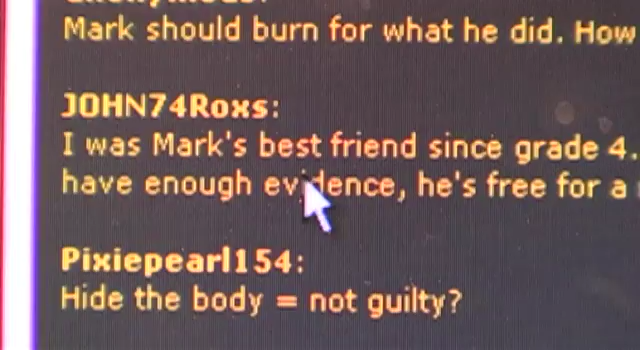 Mark should burn for what he did. How
JOHN74Roxs:
I was Mark's best friend since grade 4.
have enough evidence, he's free for a
Pixiepearl154:
Hide the body = not guilty?